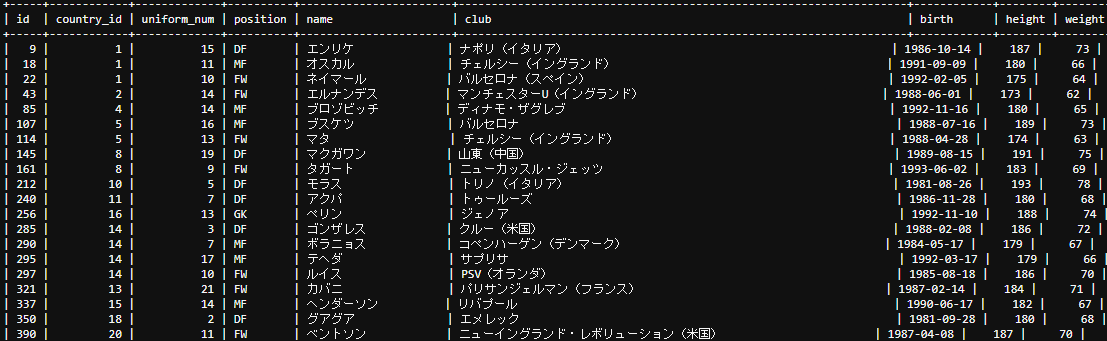 | id | country_id | uniform_num | position | name | club | birth | height | weight
| 9 | 1 | 15 | DF | エンリケ | ナポリ（イタリア） | 1986-10-14 | 187 | 73 |
| 18 | 1 | 11 | MF | オスカル | チェルシー（イングランド） | 1991-09-09 | 180 | 66 |
| 22 | 1 | 10 | FW | ネイマール | バルセロナ（スペイン） | 1992-02-05 | 175 | 64 |
| 43 | 2 | 14 | FW | エルナンデス | マンチェスターU（イングランド） | 1988-06-01 | 173 | 62 |
| 85 | 4 | 14 | MF | ブロゾビッチ | ディナモ・ザグレブ | 1992-11-16 | 180 | 65 |
| 107 | 5 | 16 | MF | ブスケツ | バルセロナ | 1988-07-16 | 189 | 73
| 114 | 5 | 13 | FW | マタ | チェルシー（イングランド） | 1988-04-28 | 174 | 63 |
| 145 | 8 | 19 | DF | マクガワン | 山東（中国） | 1989-08-15 | 191 | 75 |
| 161 | 8 | 9 | FW | タガート | ニューカッスル・ジェッツ | 1993-06-02 | 183 | 69 |
| 212 | 10 | 5 | DF | モラス | トリノ（イタリア） | 1981-08-26 | 193 | 78 |
| 240 | 11 | 7 | DF | アクパ | トゥールーズ | 1986-11-28 | 180 | 68 |
| 256 | 16 | 13 | GK | ペリン | ジェノア | 1992-11-10 | 188 | 74
| 285 | 14 | 3 | DF | ゴンザレス | クルー（米国） | 1988-02-08 | 186 | 72 |
| 290 | 14 | 7 | MF | ボラニョス | コペンハーゲン（デンマーク） | 1984-05-17 | 179 | 67 |
| 295 | 14 | 17 | MF | テヘダ | サプリサ | 1992-03-17 | 179 | 66
| 297 | 14 | 10 | FW | ルイス | PSV（オランダ） | 1985-08-18 | 186 | 70 |
| 321 | 13 | 21 | FW | カバニ | パリサンジェルマン（フランス） | 1987-02-14 | 184 | 71 |
| 337 | 15 | 14 | MF | ヘンダーソン | リバプール | 1990-06-17 | 182 | 67 |
| 350 | 18 | 2 | DF | グアグア | エメレック | 1981-09-28 | 180 | 68 |
| 390 | 20 | 11 | FW | ベントソン | ニューイングランド・レボリューション（米国） | 1987-04-08 | 187 | 70 |